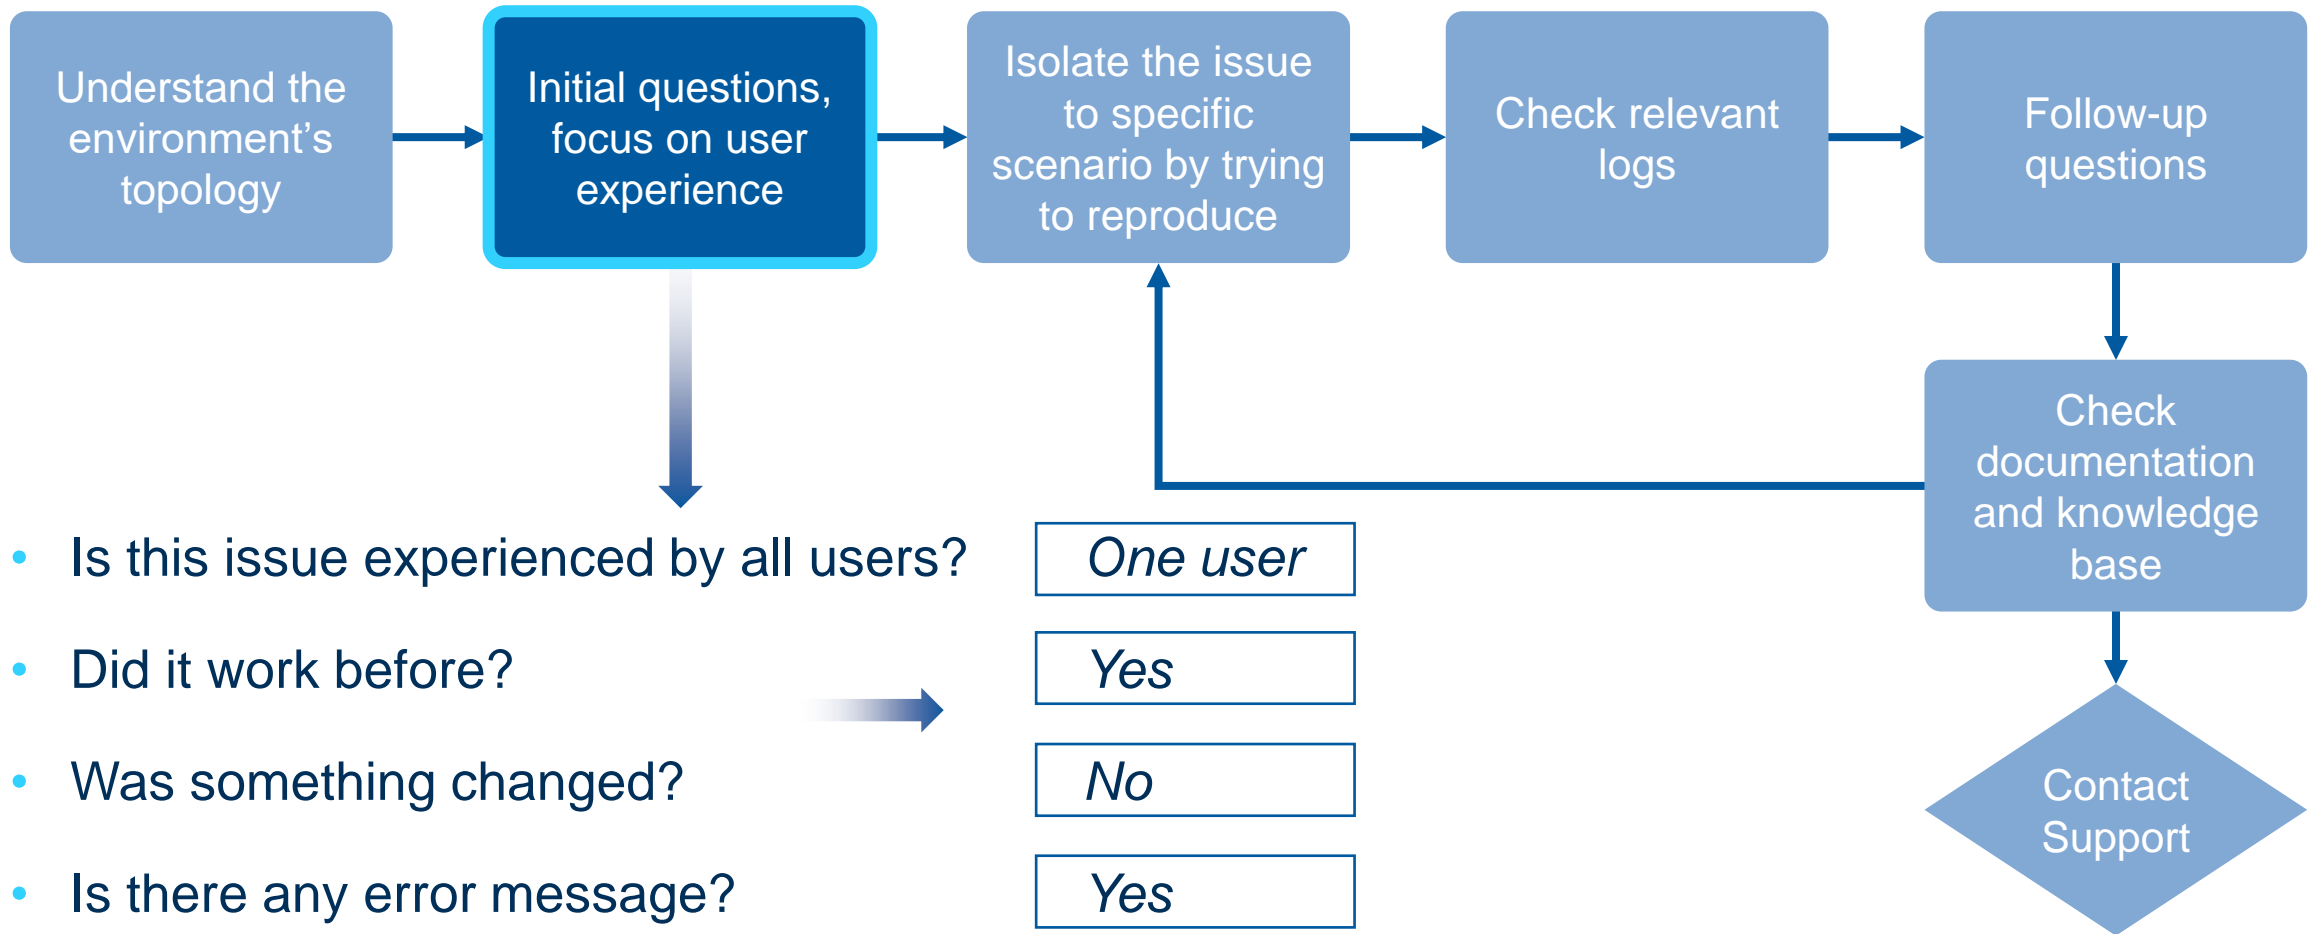 Understand the
environment’s
topology
Initial questions,
focus on user
experience
Isolate the issue
to specific
scenario by trying
to reproduce
Check relevant
logs
Follow-up
questions
Check
documentation
and knowledge
base
Contact
Support
• Is this issue experienced by all users? One user
• Did it work before? Yes
• Was something changed? No
• Is there any error message? Yes